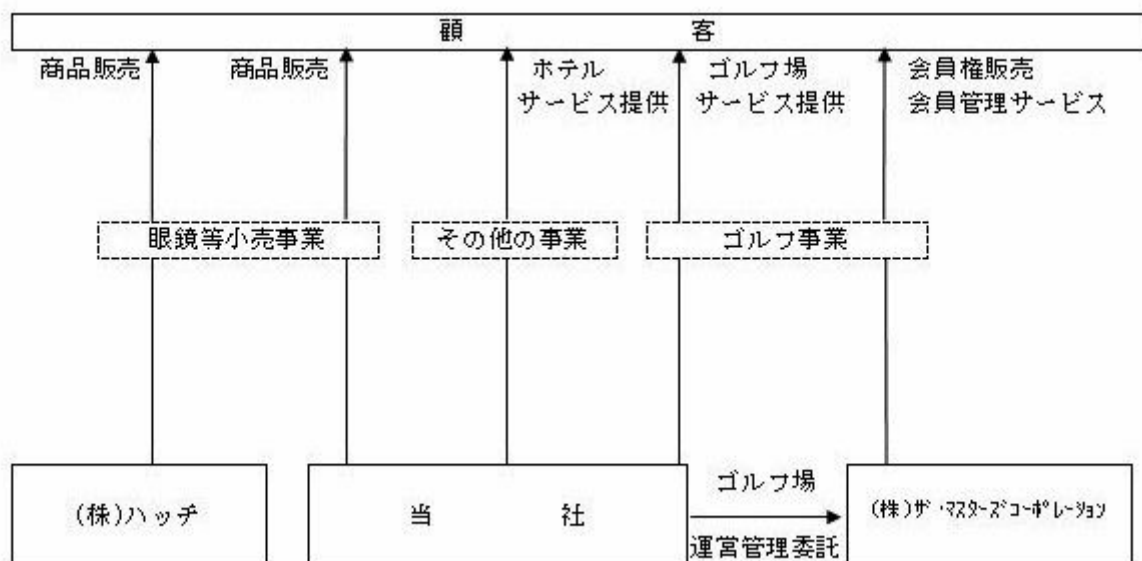 顧 客
商品販売
商品販売
ホテル
サービス提供
ゴルフ場
サービス提供
会員権販売
会員管理サービス
眼鏡等小売事業
その他の事業
ゴルフ事業
(株)ハッチ
当 社
ゴルフ場
運営管理委託
(株)ｻﾞ・ﾏｽﾀｰｽﾞｺｰﾎﾟﾚｰｼｮﾝ